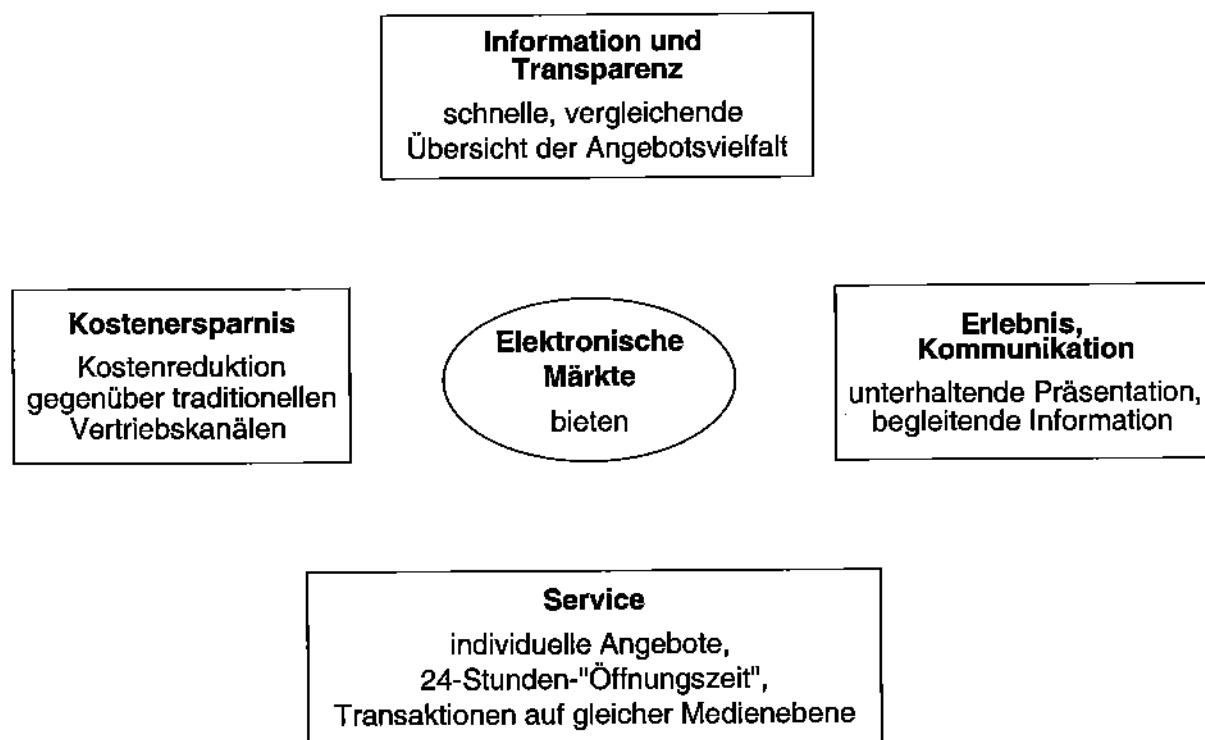 Information und
Transparenz
schnelle, vergleichende
Übersicht der Angebotsvielfalt
Kostenersparnis
Kostenreduktion
gegenüber traditionellen
Vertriebskanälen
Elektronische
Märkte
bieten
Erlebnis,
Kommunikation
unterhaltende Präsentation,
begleitende Information
Service
individuelle Angebote,
24-Stunden-"Öffnungszeit",
Transaktionen auf gleicher Medienebene